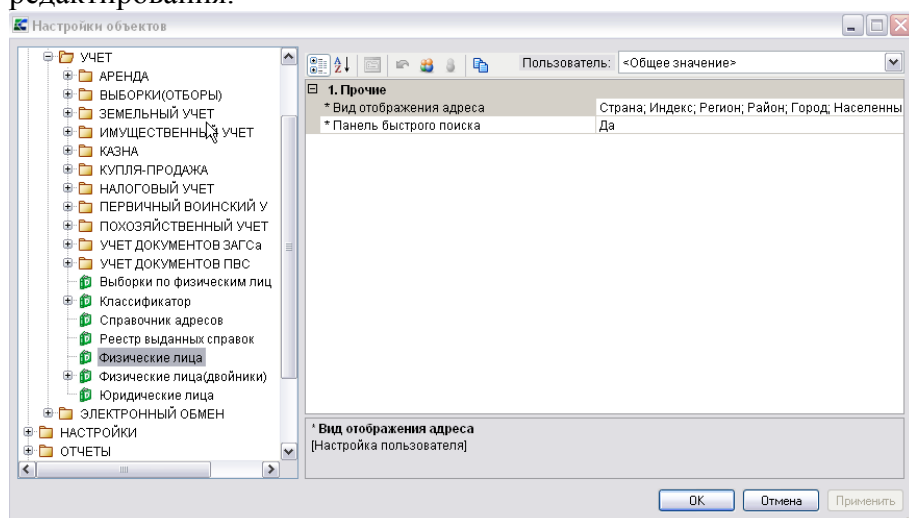 редактирования.
Настройки объектов
УЧЕТ
АРЕНДА
ВЫБОРКИ(ОТБОРЫ)
ЗЕМЕЛЬНЫЙ УЧЕТ
ИМУЩЕСТВЕННЫЙ УЧЕТ
КАЗНА
КУПЛЯ-ПРОДАЖА
НАЛОГОВЫЙ УЧЕТ
ПЕРВИЧНЫЙ ВОИНСКИЙ У
ПОХОЗЯЙСТВЕННЫЙ УЧЕТ
УЧЕТ ДОКУМЕНТОВ ЗАГСа
УЧЕТ ДОКУМЕНТОВ ПВС
Выборки по физическим лиц
Классификатор
Справочник адресов
Реестр выданных справок
Физические лица
Физические лица(двойники)
Юридические лица
ЭЛЕКТРОННЫЙ ОБМЕН
НАСТРОЙКИ
ОТЧЕТЫ
Пользователь: <Общее значение>
1. Прочие
* Вид отображения адреса Страна; Индекс; Регион; Район; Город; Населенны
* Панель быстрого поиска Да
* Вид отображения адреса
[Настройка пользователя]
OK Отмена Применить